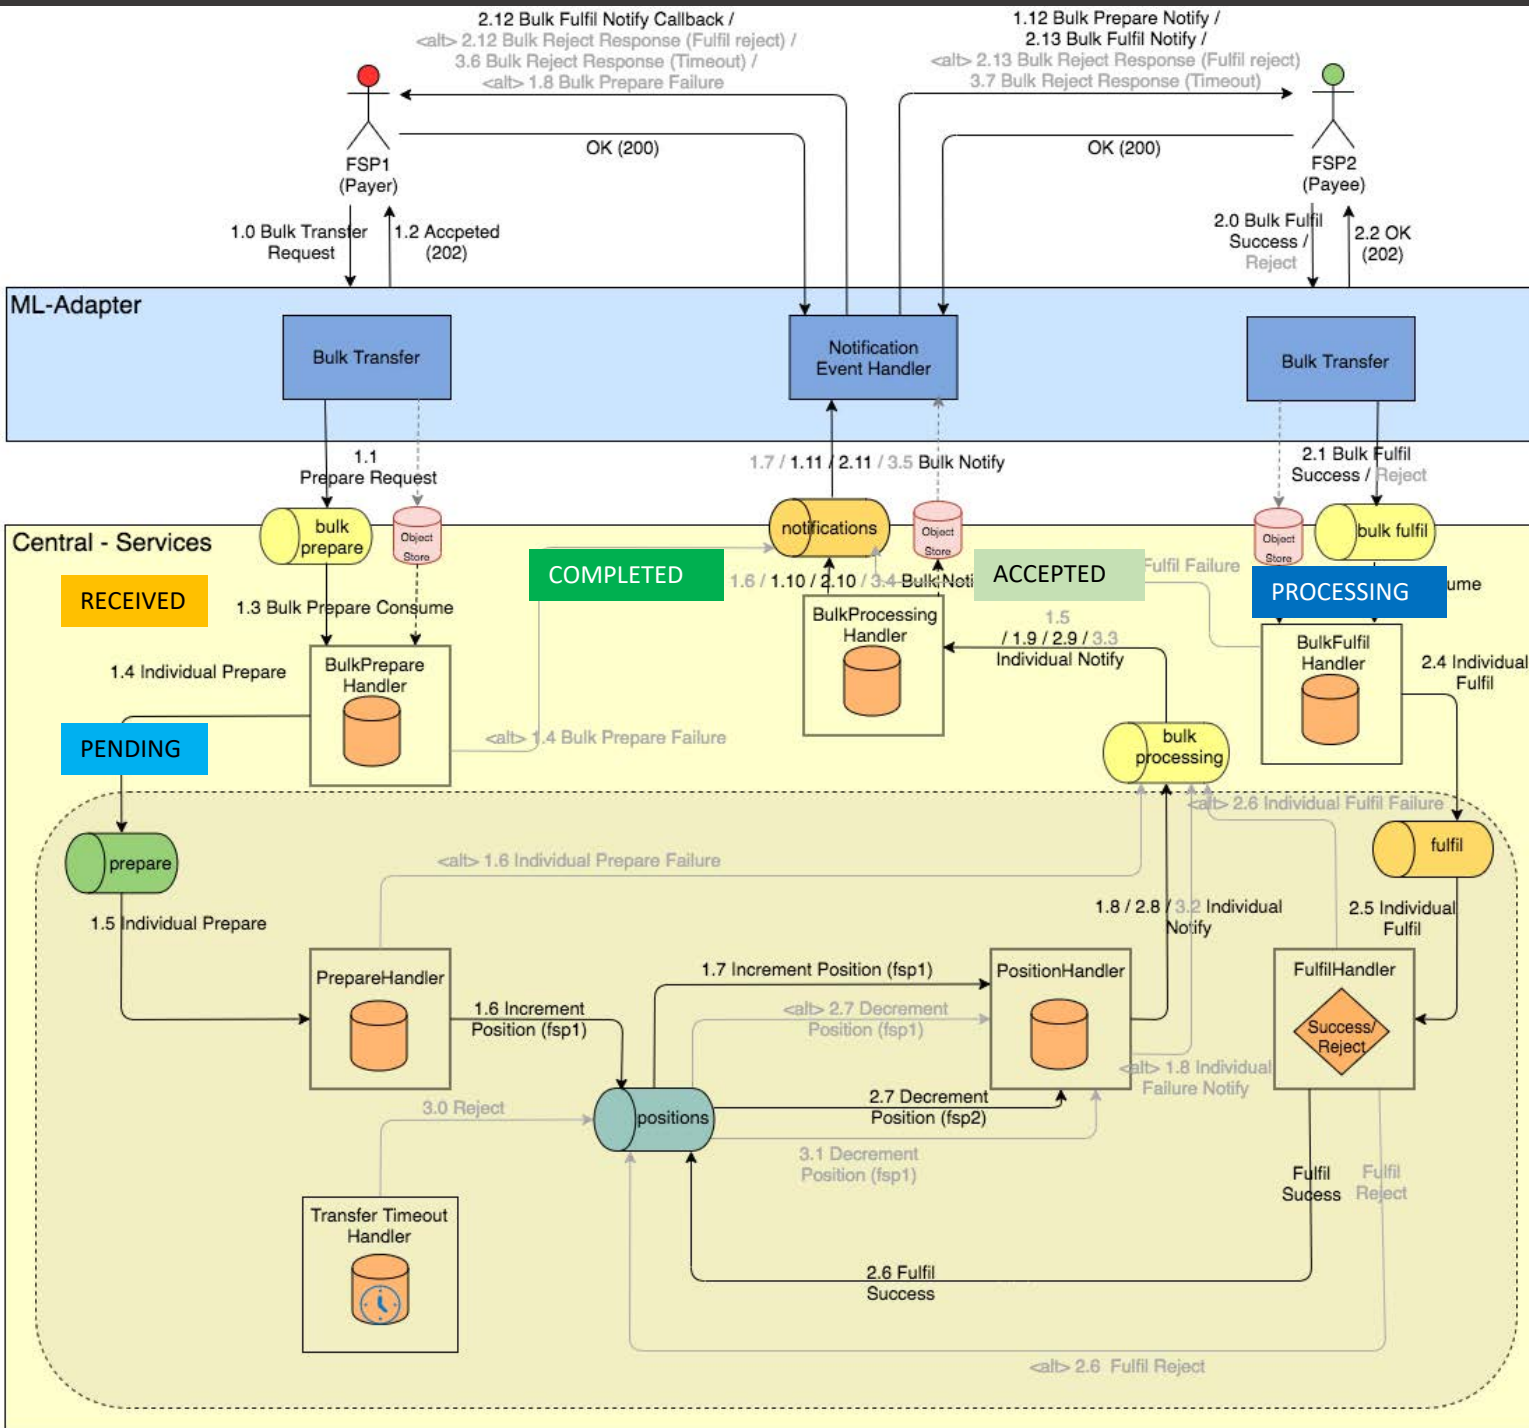 2.12 Bulk Fulfil Notify Callback /
<alt> 2.12 Bulk Reject Response (Fulfil reject) /
3.6 Bulk Reject Response (Timeout) /
<alt> 1.8 Bulk Prepare Failure
1.12 Bulk Prepare Notify /
2.13 Bulk Fulfil Notify /
<alt> 2.13 Bulk Reject Response (Fulfil reject)
3.7 Bulk Reject Response (Timeout)
OK (200)
OK (200)
FSP1
(Payer)
FSP2
(Payee)
1.0 Bulk Transfer
Request
1.2 Accpeted
(202)
2.0 Bulk Fulfil
Success /
Reject
2.2 OK
(202)
ML-Adapter
Bulk Transfer
Notification
Event Handler
Bulk Transfer
1.1
Prepare Request
1.7 / 1.11 / 2.11 / 3.5 Bulk Notify
2.1 Bulk Fulfil
Success / Reject
Central - Services
bulk
prepare
Object
Store
notifications
Object
Store
Object
Store
bulk fulfil
RECEIVED
COMPLETED
ACCEPTED
PROCESSING
1.3 Bulk Prepare Consume
1.6 / 1.10 / 2.10 / 3.4 Bulk Noti
Fulfil Failure
ume
1.4 Individual Prepare
BulkPrepare
Handler
BulkProcessing
Handler
1.5
/ 1.9 / 2.9 / 3.3
Individual Notify
BulkFulfil
Handler
2.4 Individual
Fulfil
PENDING
<alt> 1.4 Bulk Prepare Failure
bulk
processing
<alt> 2.6 Individual Fulfil Failure
prepare
<alt> 1.6 Individual Prepare Failure
fulfil
1.5 Individual Prepare
1.8 / 2.8 / 3.2 Individual
Notify
2.5 Individual
Fulfil
PrepareHandler
1.6 Increment
Position (fsp1)
1.7 Increment Position (fsp1)
<alt> 2.7 Decrement
Position (fsp1)
PositionHandler
FulfilHandler
Success/
Reject
<alt> 1.8 Individual
Failure Notify
3.0 Reject
positions
2.7 Decrement
Position (fsp2)
3.1 Decrement
Position (fsp1)
Fulfil
Sucess
Fulfil
Reject
Transfer Timeout
Handler
2.6 Fulfil
Success
<alt> 2.6 Fulfil Reject